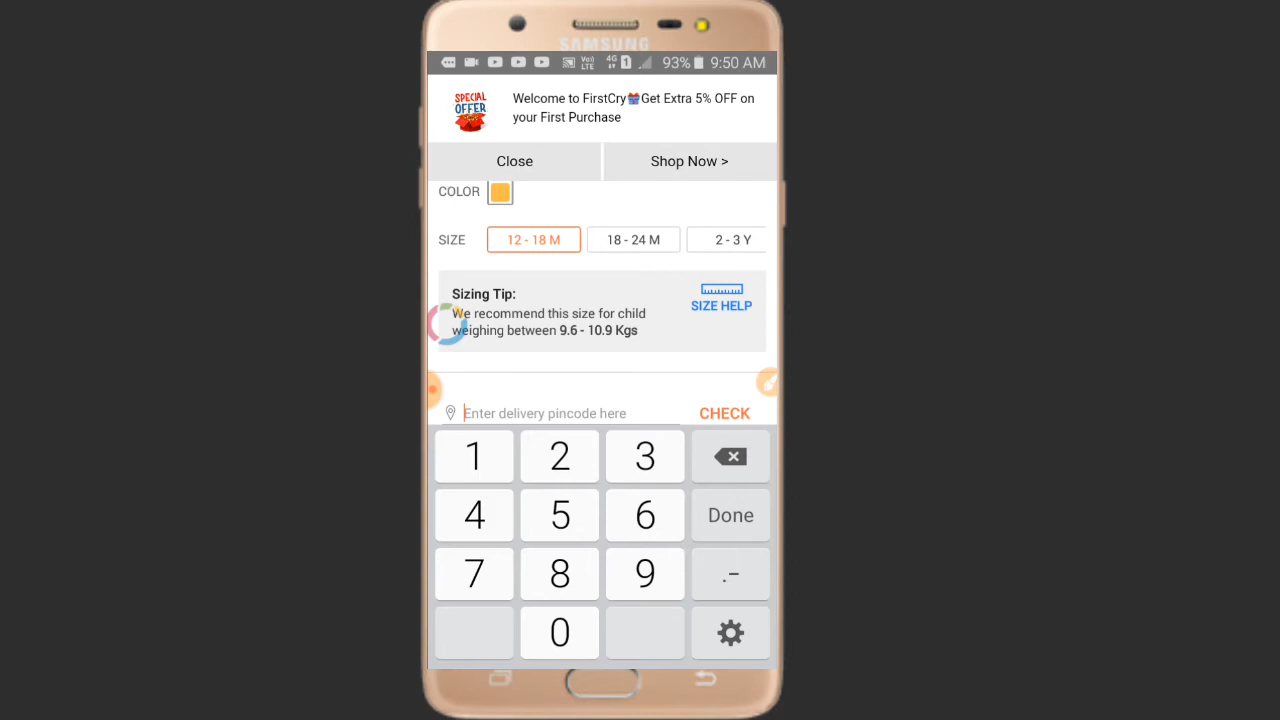 SAMSUNG
VoLTE 4G 1 93% 9:50 AM
SPECIAL
OFFER
Welcome to FirstCry🎁Get Extra 5% OFF on
your First Purchase
Close
Shop Now >
COLOR
SIZE
12 - 18 M
18 - 24 M
2 - 3 Y
Sizing Tip:
We recommend this size for child
weighing between 9.6 - 10.9 Kgs
SIZE HELP
Enter delivery pincode here
CHECK
1 2 3
4 5 6 Done
7 8 9 .–
0